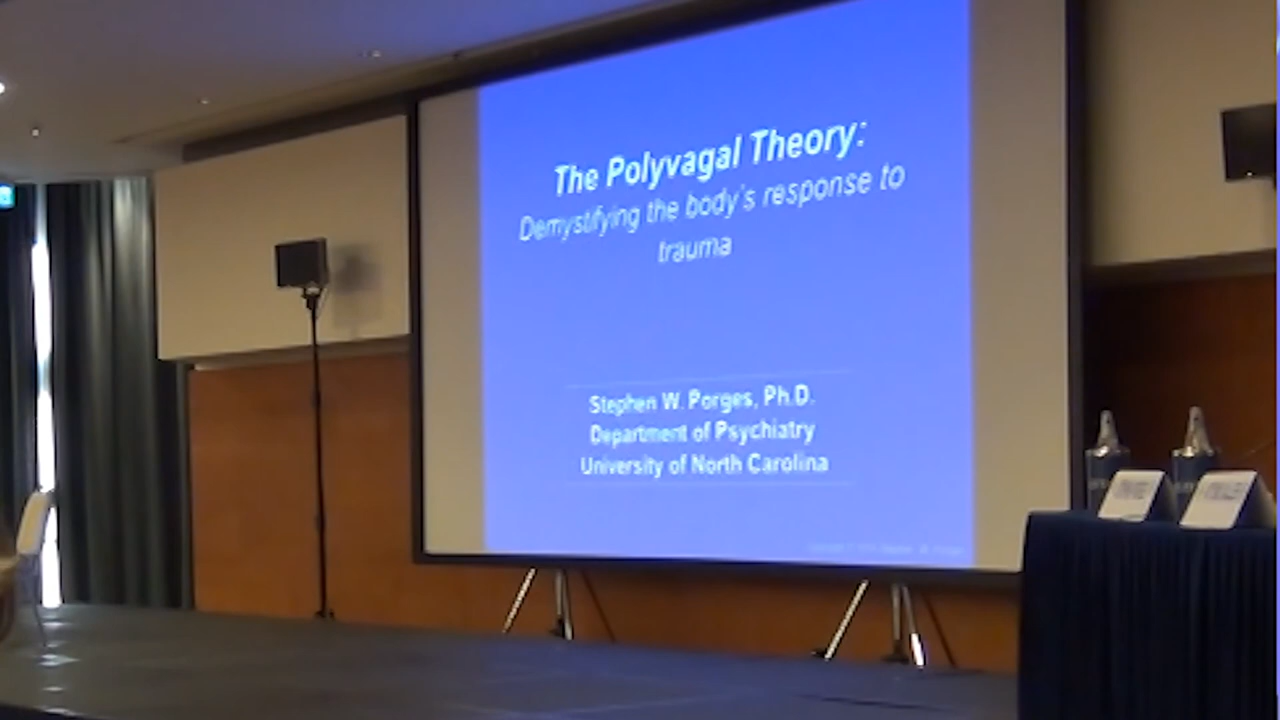 The Polyvagal Theory:
Demystifying the body's response to
trauma
Stephen W. Porges, Ph.D.
Department of Psychiatry
University of North Carolina